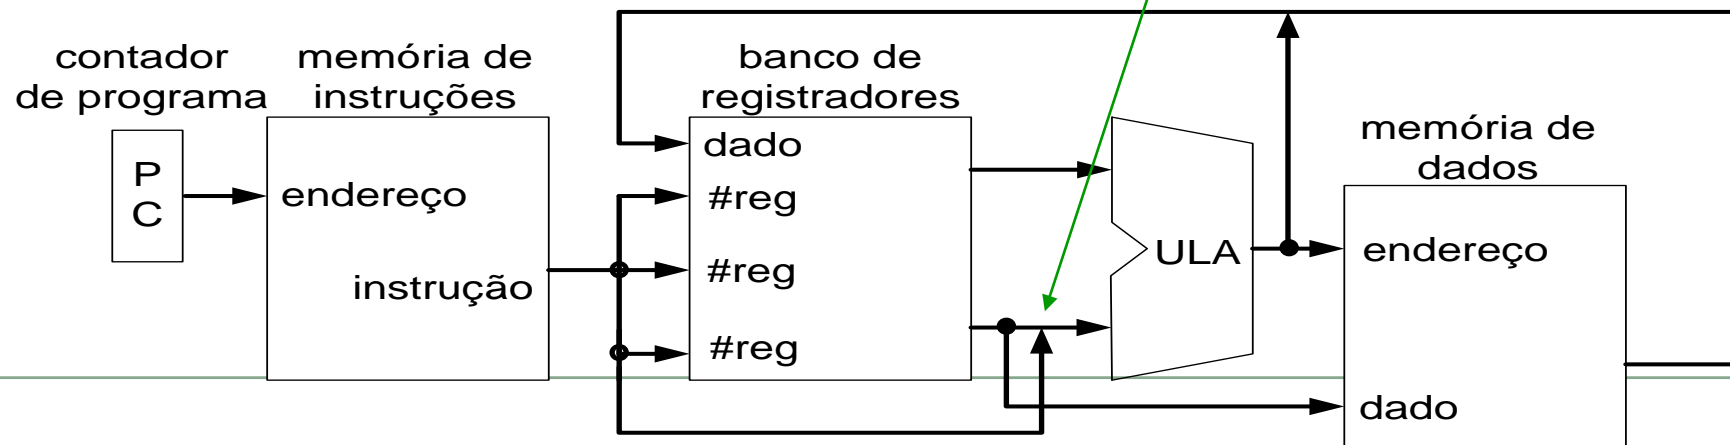 contador
de programa
memória de
instruções
banco de
registradores
memória de
dados
P
C
endereço
instrução
dado
#reg
#reg
#reg
ULA
endereço
dado